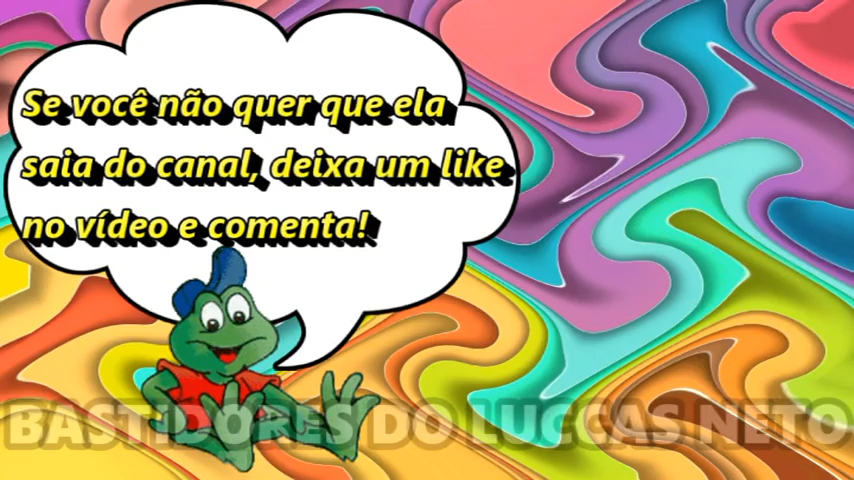 Se você não quer que ela
saia do canal, deixa um like
no vídeo e comenta!
BASTIDORES DO LUCCAS NETO